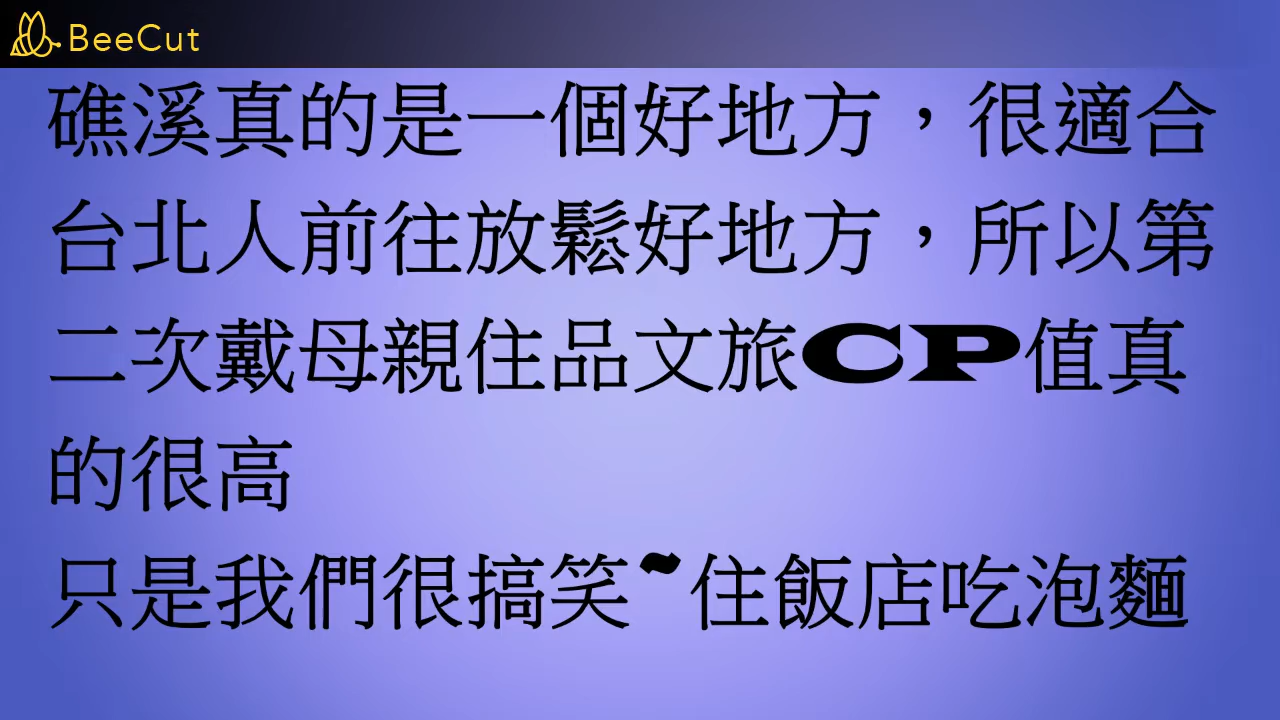 BeeCut
礁溪真的是一個好地方，很適合
台北人前往放鬆好地方，所以第
二次戴母親住品文旅CP值真
的很高
只是我們很搞笑~住飯店吃泡麵